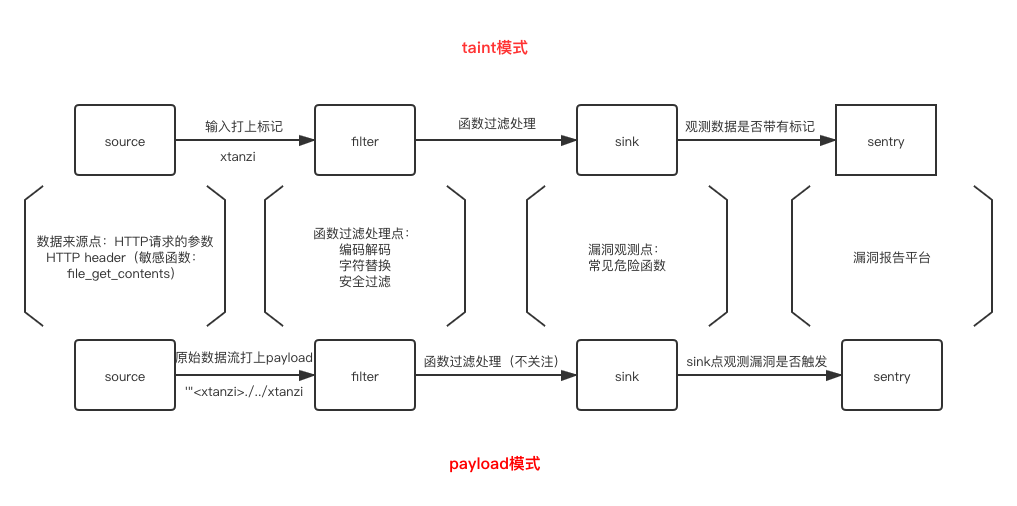 taint模式
source
输入打上标记
xtanzi
filter
函数过滤处理
sink
观测数据是否带有标记
sentry
数据来源点：HTTP请求的参数
HTTP header（敏感函数：
file_get_contents）
函数过滤处理点：
编码解码
字符替换
安全过滤
漏洞观测点：
常见危险函数
漏洞报告平台
source
原始数据流打上payload
'"<xtanzi>./../xtanzi
filter
函数过滤处理（不关注）
sink
sink点观测漏洞是否触发
sentry
payload模式